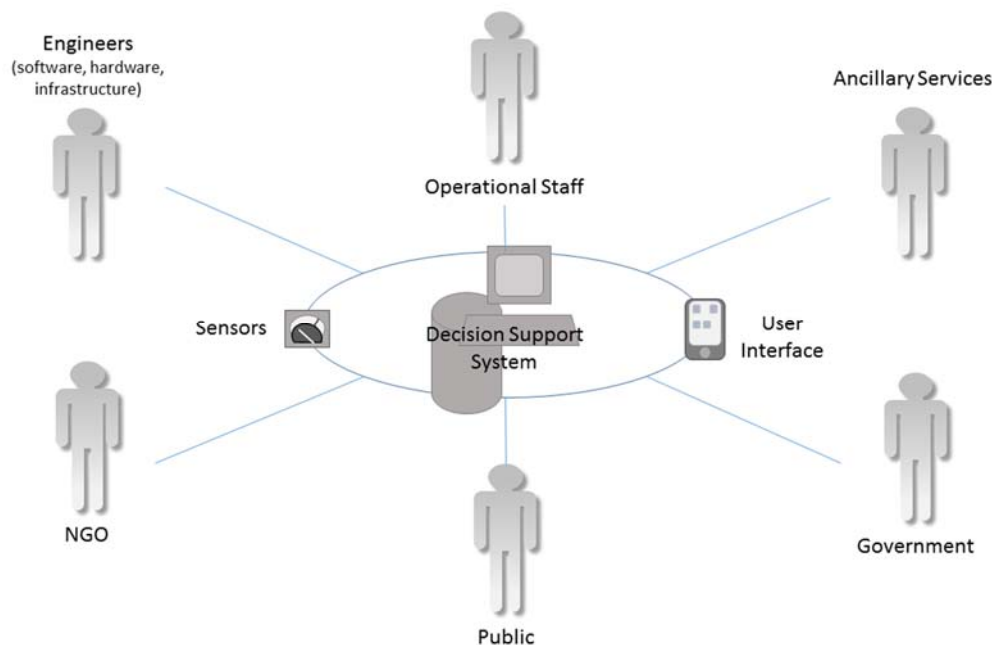 Engineers
(software, hardware,
infrastructure)
Ancillary Services
Operational Staff
Sensors
Decision Support
System
User
Interface
NGO
Government
Public